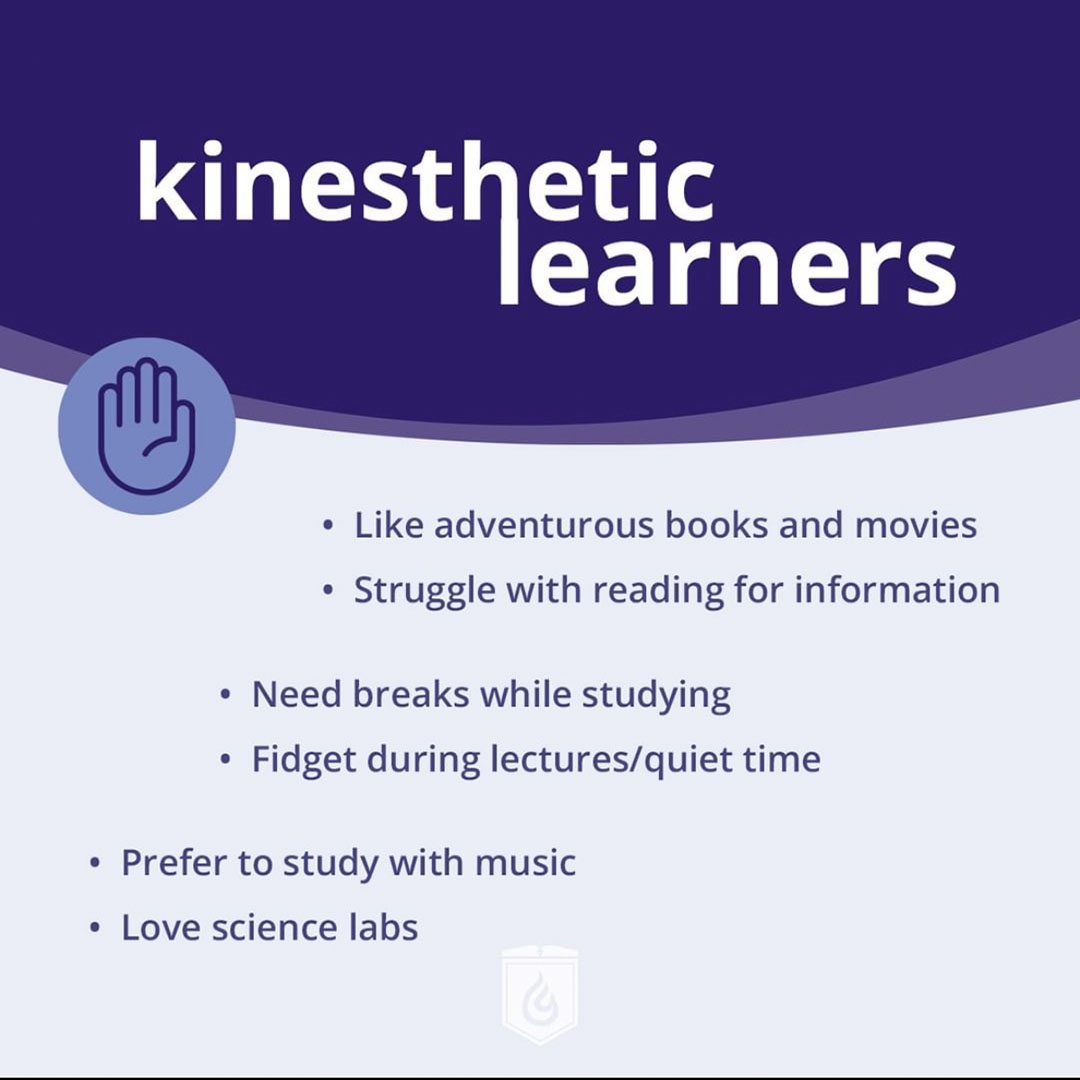 kinesthetic
learners
• Like adventurous books and movies
• Struggle with reading for information
• Need breaks while studying
• Fidget during lectures/quiet time
• Prefer to study with music
• Love science labs